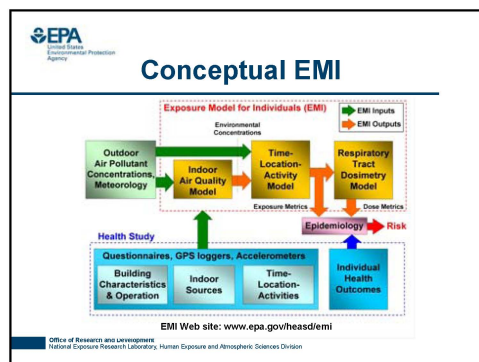 EPA
United States
Environmental Protection
Agency
Conceptual EMI
Exposure Model for Individuals (EMI)
EMI Inputs
EMI Outputs
Environmental
Concentrations
Outdoor
Air Pollutant
Concentrations,
Meteorology
Indoor
Air Quality
Model
Time-
Location-
Activity
Model
Respiratory
Tract
Dosimetry
Model
Exposure Metrics
Dose Metrics
Epidemiology
Risk
Health Study
Questionnaires, GPS loggers, Accelerometers
Building
Characteristics
& Operation
Indoor
Sources
Time-
Location-
Activities
Individual
Health
Outcomes
EMI Web site: www.epa.gov/heasd/emi
Office of Research and Development
National Exposure Research Laboratory, Human Exposure and Atmospheric Sciences Division